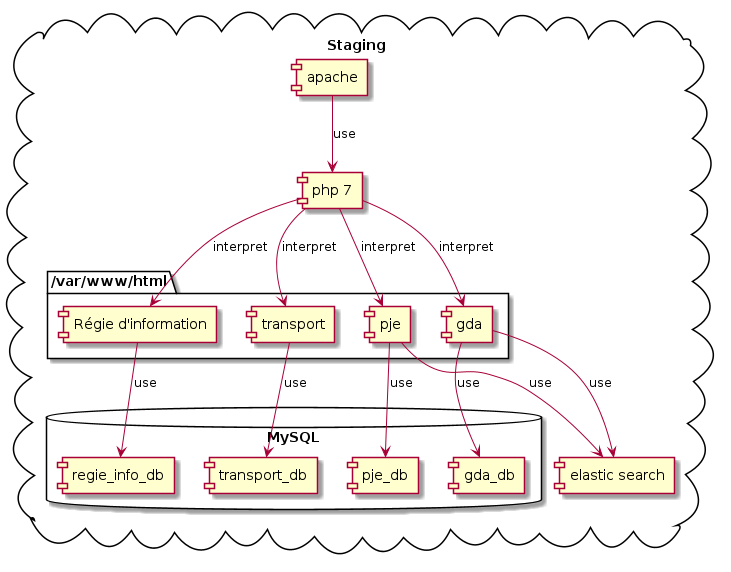 Staging
apache
use
php 7
interpret interpret interpret interpret
/var/www/html
Régie d'information transport pje gda
use use use use use use
MySQL
regie_info_db transport_db pje_db gda_db elastic search